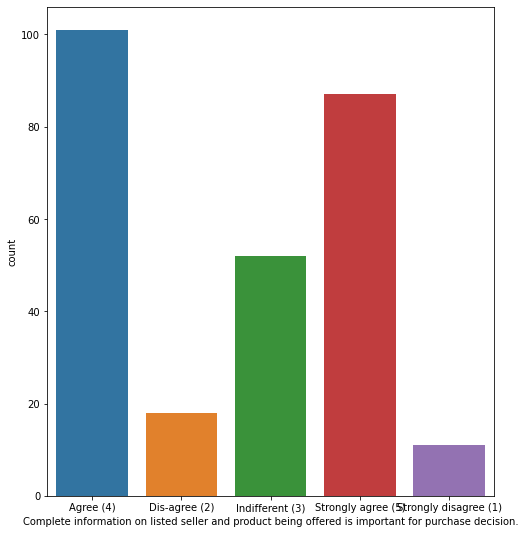 100
80
60
40
20
0
count
Agree (4)
Dis-agree (2)
Indifferent (3)
Strongly agree (5)
Strongly disagree (1)
Complete information on listed seller and product being offered is important for purchase decision.